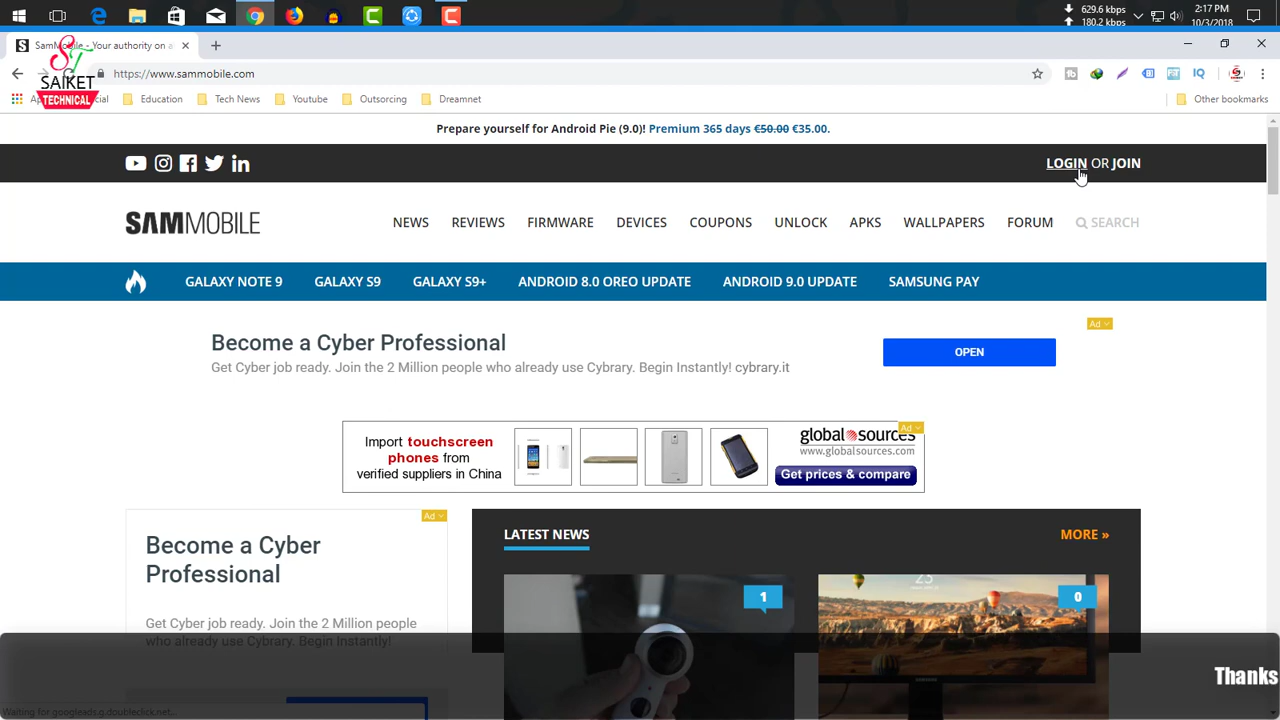 629.6 kbps
180.2 kbps
2:17 PM
10/3/2018
SamMobile - Your authority on a
ST
SAIKET
TECHNICAL
https://www.sammobile.com
Education
Tech News
Youtube
Outsorcing
Dreamnet
Other bookmarks
Prepare yourself for Android Pie (9.0)! Premium 365 days €50.00 €35.00.
LOGIN OR JOIN
SAMMOBILE
NEWS
REVIEWS
FIRMWARE
DEVICES
COUPONS
UNLOCK
APKS
WALLPAPERS
FORUM
SEARCH
GALAXY NOTE 9
GALAXY S9
GALAXY S9+
ANDROID 8.0 OREO UPDATE
ANDROID 9.0 UPDATE
SAMSUNG PAY
Ad
Become a Cyber Professional
Get Cyber job ready. Join the 2 Million people who already use Cybrary. Begin Instantly! cybrary.it
OPEN
Ad
Import touchscreen
phones from
verified suppliers in China
global sources
www.globalsources.com
Get prices & compare
Ad
Become a Cyber
Professional
Get Cyber job ready. Join the 2 Million people
who already use Cybrary. Begin Instantly!
LATEST NEWS
MORE »
1
23
0
Thanks
Waiting for googleads.g.doubleclick.net...